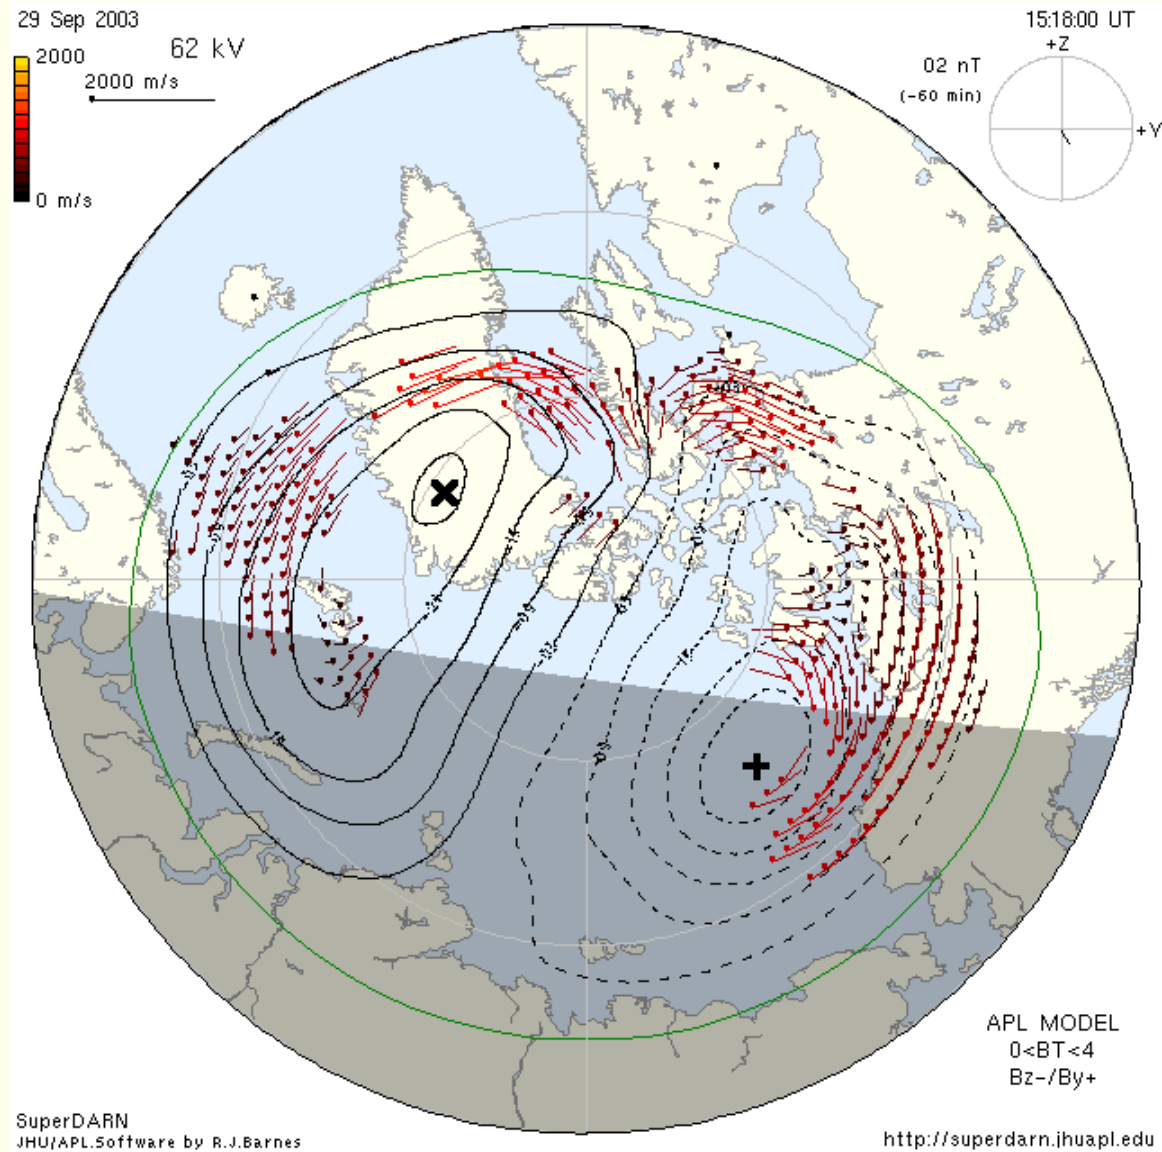 29 Sep 2003
15:18:00 UT
62 kV
+Z
2000
2000 m/s
02 nT
(-60 min)
+Y
0 m/s
APL MODEL
0<BT<4
Bz-/By+
SuperDARN
JHU/APL.Software by R.J.Barnes
http://superdarn.jhuapl.edu